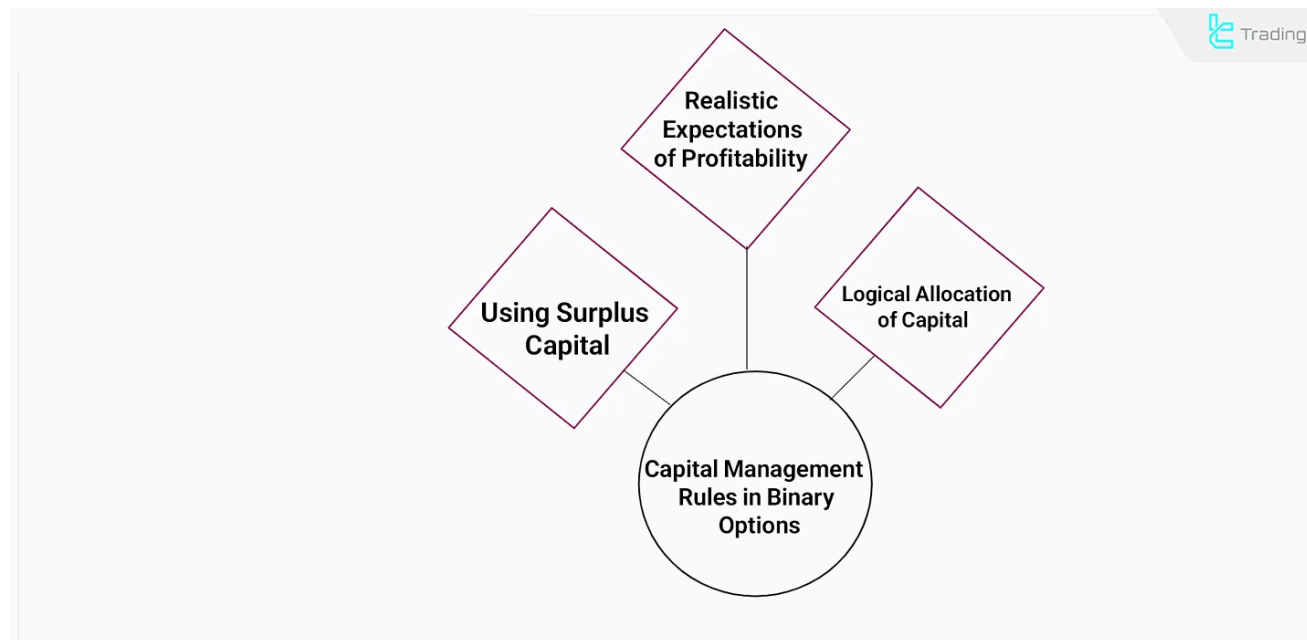 Trading
Realistic
Expectations
of Profitability
Using Surplus
Capital
Logical Allocation
of Capital
Capital Management
Rules in Binary
Options